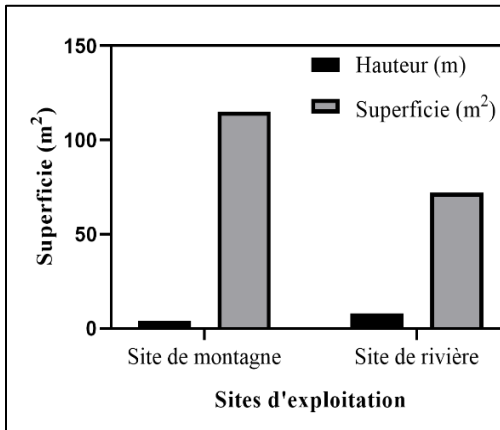 Hauteur (m)
Superficie (m²)
Superficie (m²)
150
100
50
0
Site de montagne
Site de rivière
Sites d'exploitation